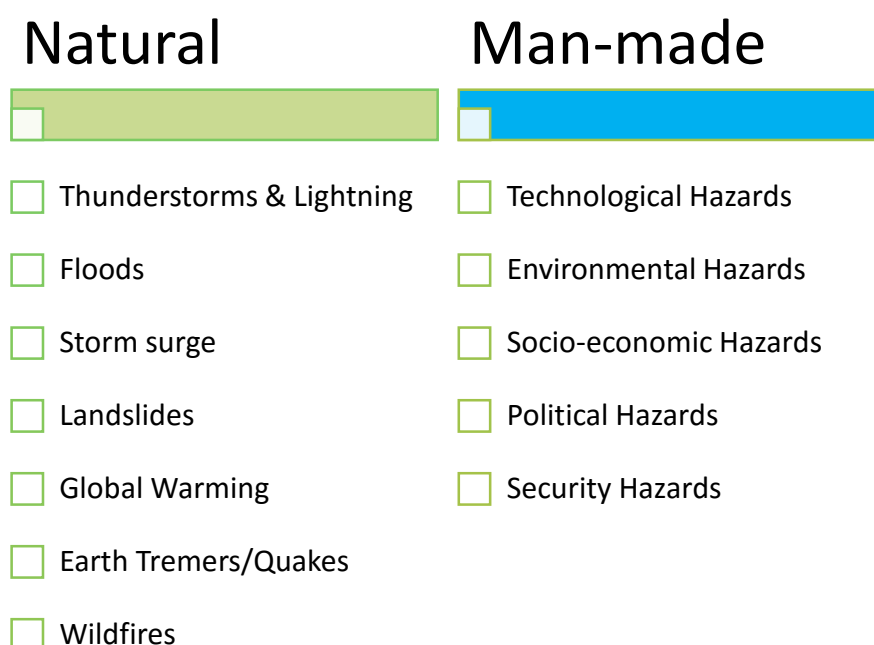 Natural
Thunderstorms & Lightning
Floods
Storm surge
Landslides
Global Warming
Earth Tremers/Quakes
Wildfires
Man-made
Technological Hazards
Environmental Hazards
Socio-economic Hazards
Political Hazards
Security Hazards